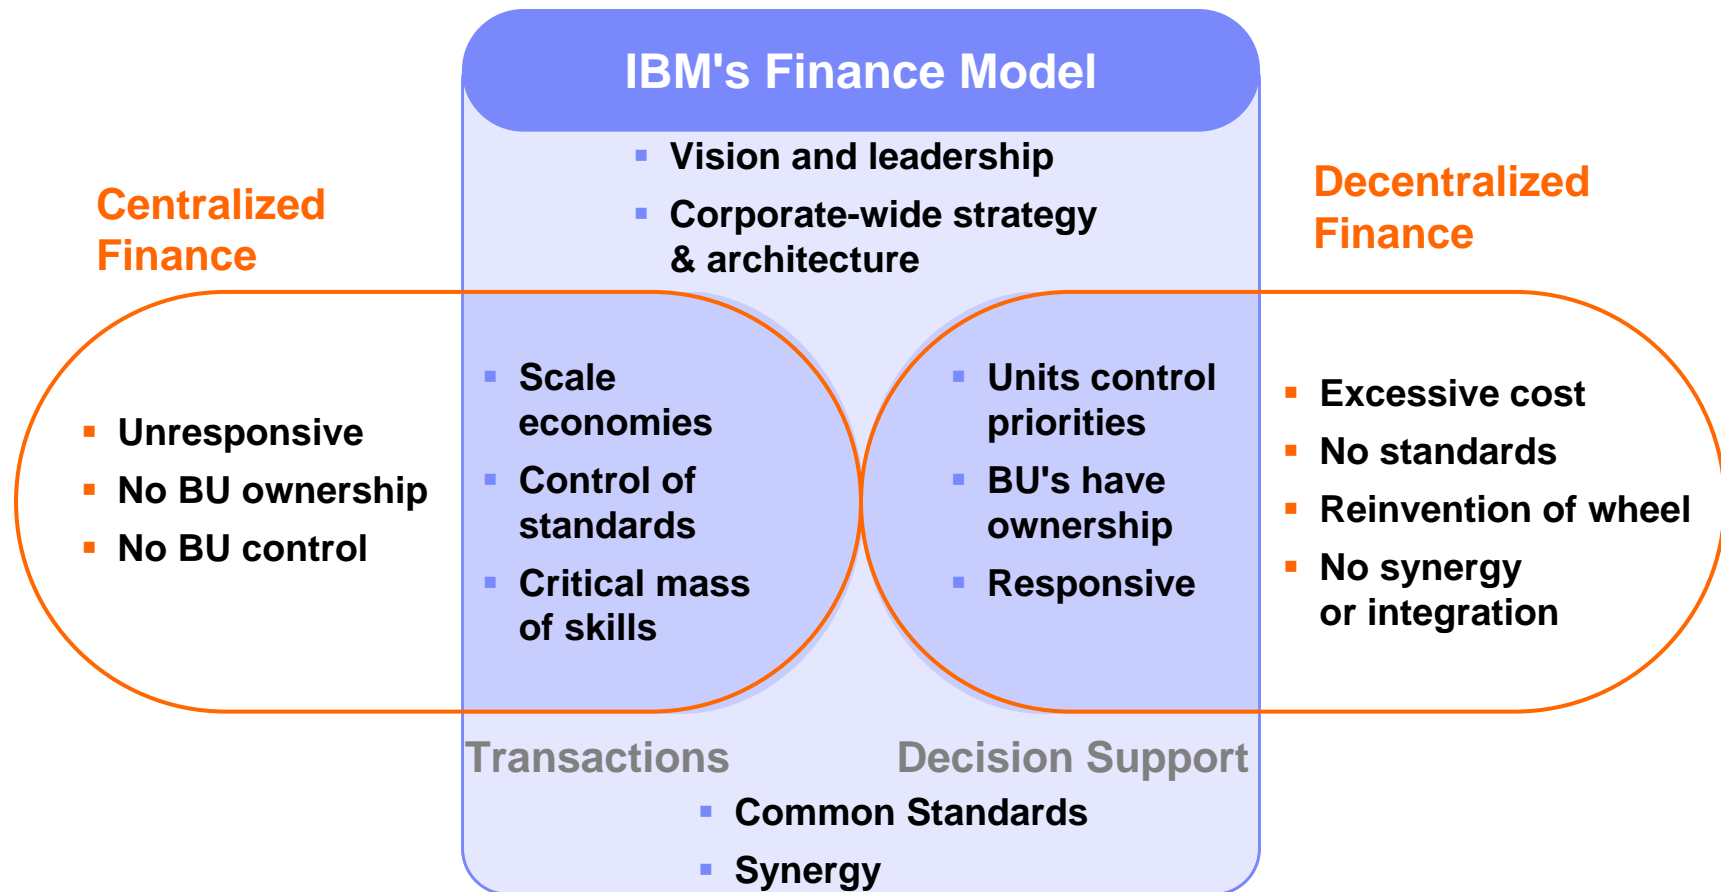 IBM's Finance Model
▪ Vision and leadership
▪ Corporate-wide strategy
& architecture
Centralized
Finance
Decentralized
Finance
▪ Unresponsive
▪ No BU ownership
▪ No BU control
▪ Scale
economies
▪ Control of
standards
▪ Critical mass
of skills
▪ Units control
priorities
▪ BU's have
ownership
▪ Responsive
▪ Excessive cost
▪ No standards
▪ Reinvention of wheel
▪ No synergy
or integration
Transactions
Decision Support
▪ Common Standards
▪ Synergy